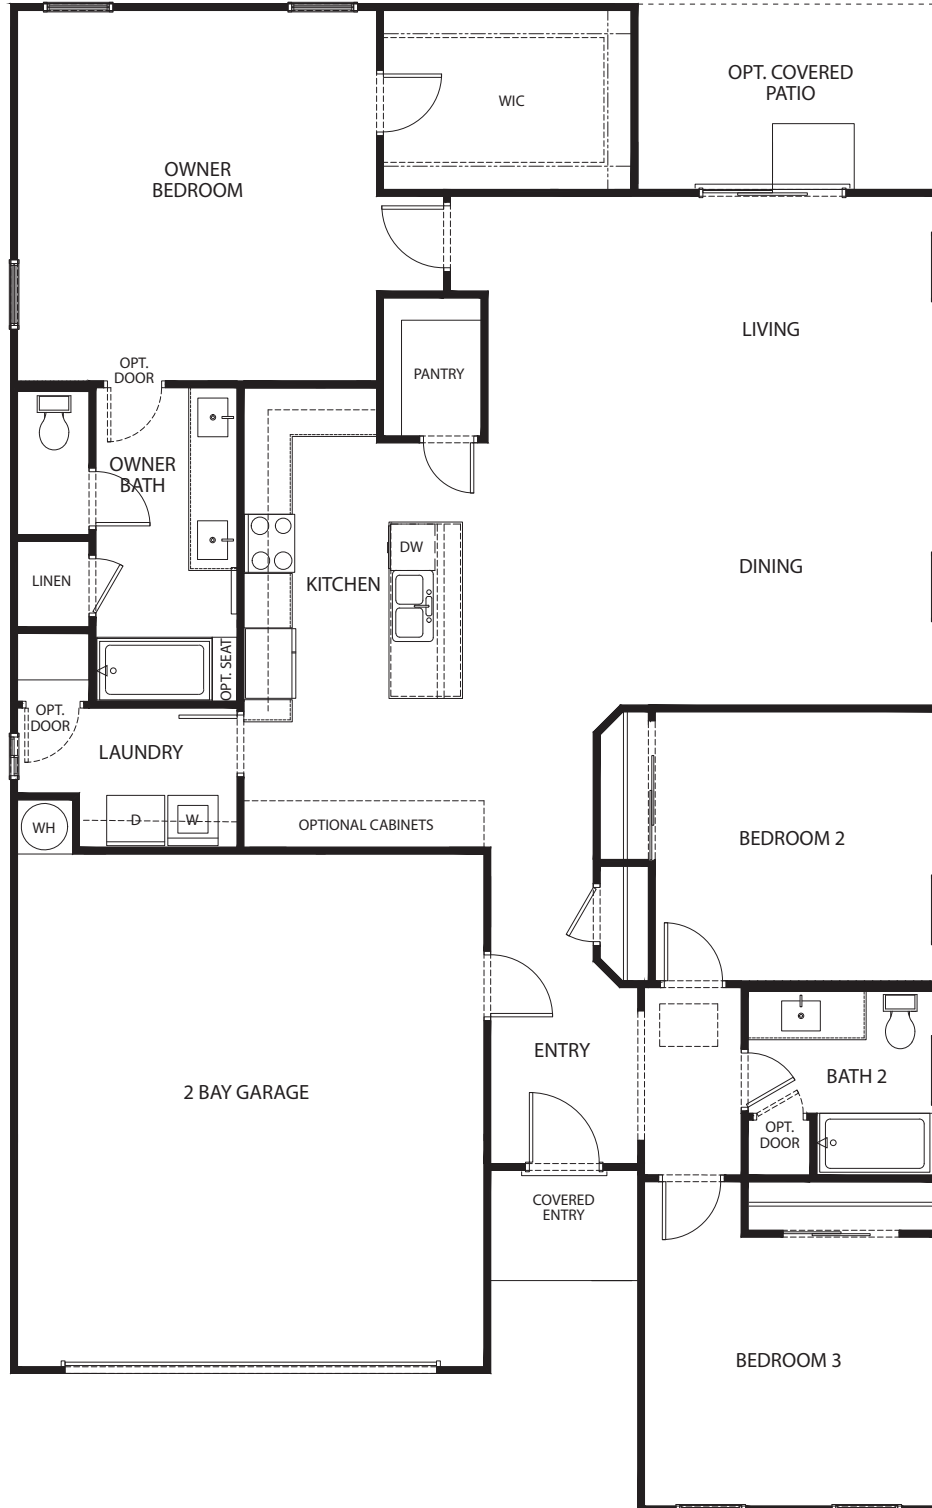 OPT. COVERED
PATIO
WIC
OWNER
BEDROOM
LIVING
OPT.
DOOR
PANTRY
OWNER
BATH
DW
LINEN
KITCHEN
DINING
OPT. SEAT
OPT.
DOOR
LAUNDRY
D
W
WH
OPTIONAL CABINETS
BEDROOM 2
ENTRY
BATH 2
2 BAY GARAGE
OPT.
DOOR
COVERED
ENTRY
BEDROOM 3